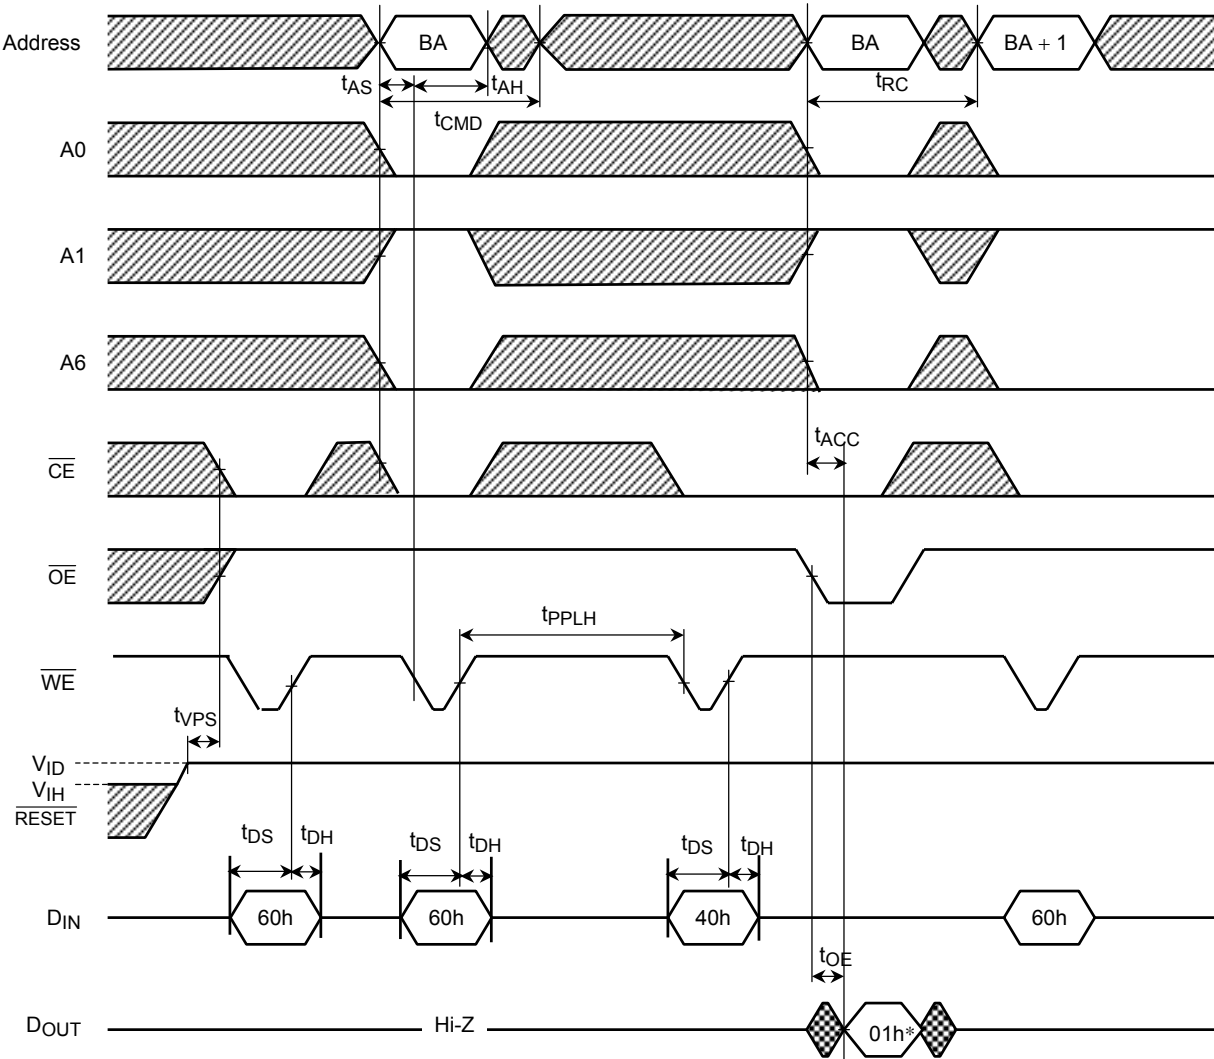 Address BA BA BA + 1
tAS tAH tRC
tCMD
A0
A1
A6
tACC
CE
OE
tPPLH
WE
tVPS
VID
VIH
RESET
tDS tDH tDS tDH tDS tDH
DIN 60h 60h 40h 60h
tOE
DOUT Hi-Z 01h*